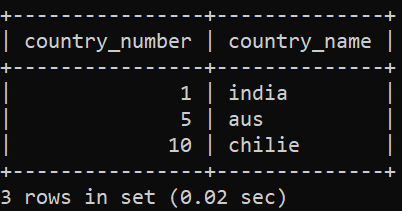 +----------------+--------------+
| country_number | country_name |
+----------------+--------------+
|              1 | india        |
|              5 | aus          |
|             10 | chilie       |
+----------------+--------------+
3 rows in set (0.02 sec)